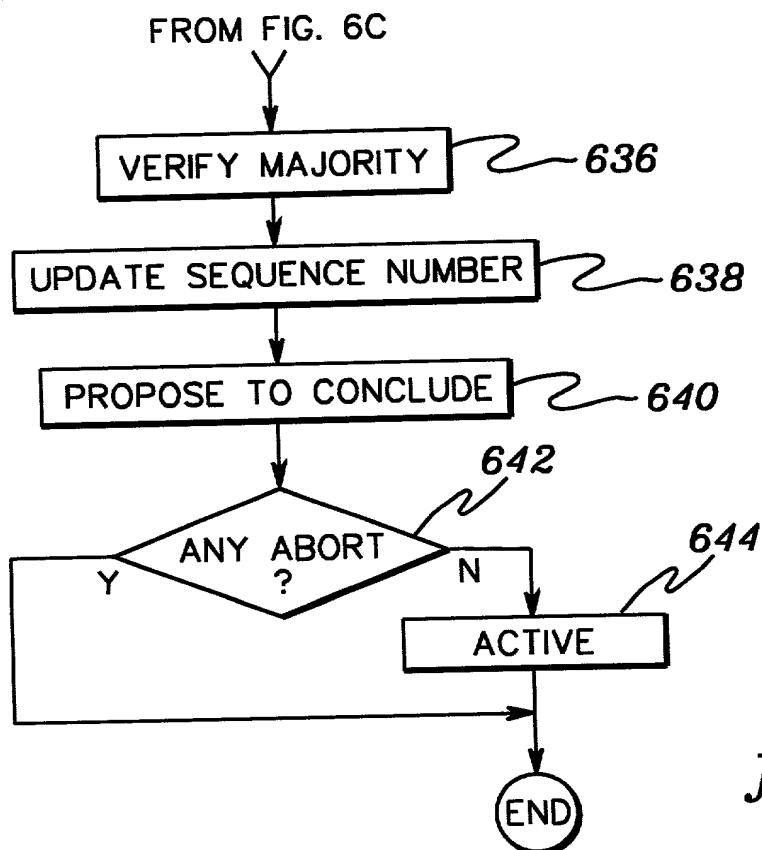 FROM FIG. 6C
VERIFY MAJORITY
636
UPDATE SEQUENCE NUMBER
638
PROPOSE TO CONCLUDE
640
642
ANY ABORT
?
Y
N
644
ACTIVE
END